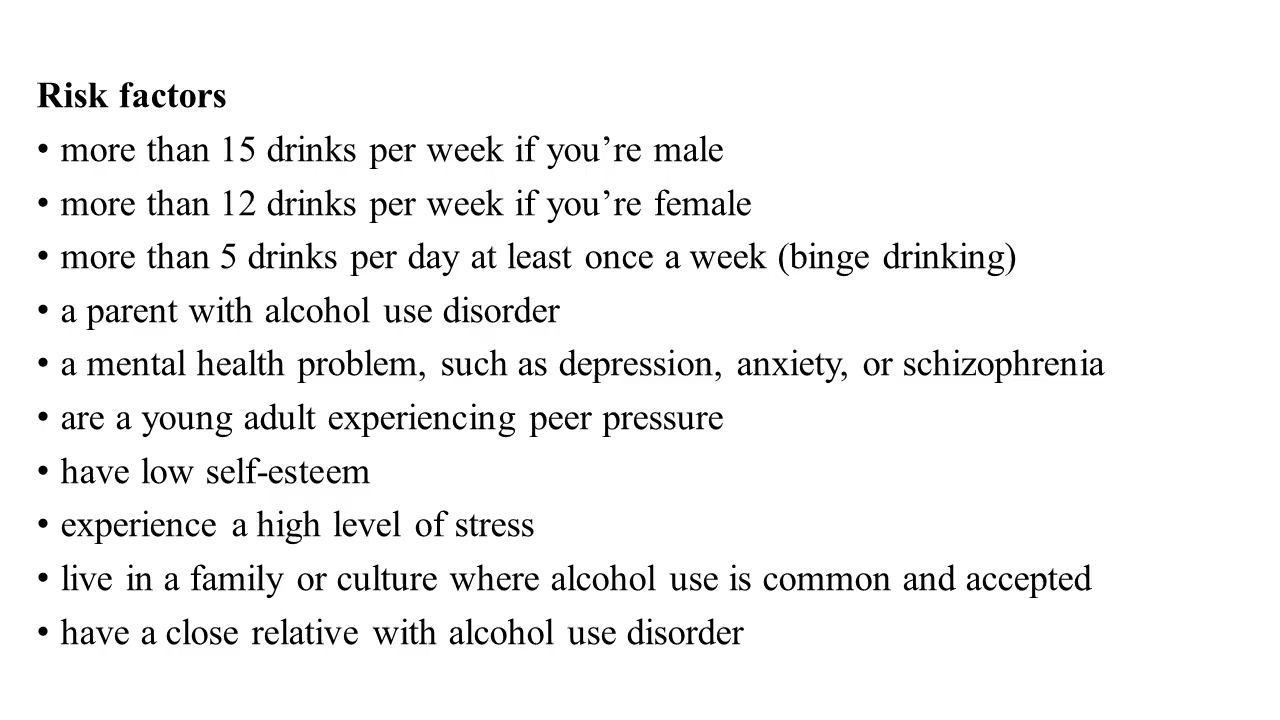 Risk factors
• more than 15 drinks per week if you’re male
• more than 12 drinks per week if you’re female
• more than 5 drinks per day at least once a week (binge drinking)
• a parent with alcohol use disorder
• a mental health problem, such as depression, anxiety, or schizophrenia
• are a young adult experiencing peer pressure
• have low self-esteem
• experience a high level of stress
• live in a family or culture where alcohol use is common and accepted
• have a close relative with alcohol use disorder